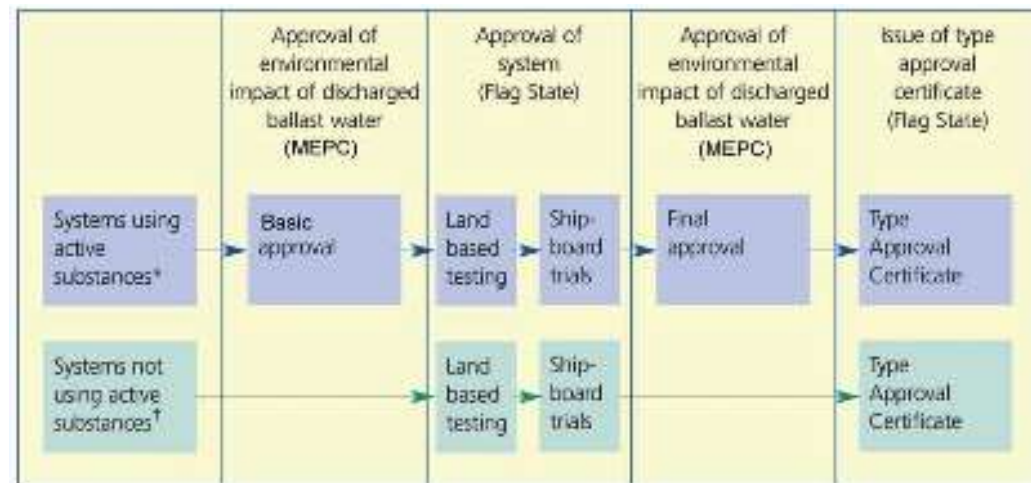 Approval of
environmental
impact of discharged
ballast water
(MEPC)
Approval of
system
(Flag State)
Approval of
environmental
impact of discharged
ballast water
(MEPC)
Issue of type
approval
certificate
(Flag State)
Systems using
active
substances*
Basic
approval
Land
based
testing
Ship-
board
trials
Final
approval
Type
Approval
Certificate
Systems not
using active
substances†
Land
based
testing
Ship-
board
trials
Type
Approval
Certificate